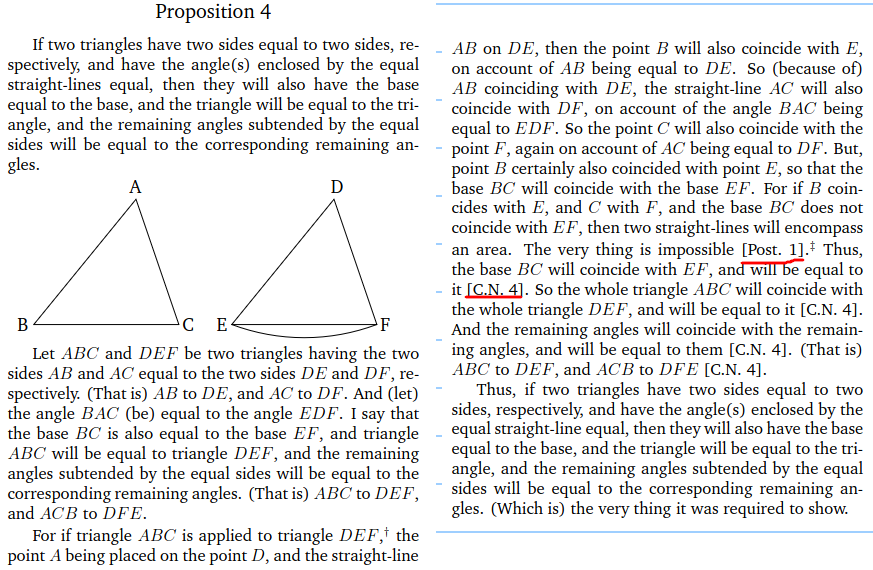 Proposition 4
If two triangles have two sides equal to two sides, re-
spectively, and have the angle(s) enclosed by the equal
straight-lines equal, then they will also have the base
equal to the base, and the triangle will be equal to the tri-
angle, and the remaining angles subtended by the equal
sides will be equal to the corresponding remaining an-
gles.
A
D
B
C
E
F
Let ABC and DEF be two triangles having the two
sides AB and AC equal to the two sides DE and DF, re-
spectively. (That is) AB to DE, and AC to DF. And (let)
the angle BAC (be) equal to the angle EDF. I say that
the base BC is also equal to the base EF, and triangle
ABC will be equal to triangle DEF, and the remaining
angles subtended by the equal sides will be equal to the
corresponding remaining angles. (That is) ABC to DEF,
and ACB to DFE.
For if triangle ABC is applied to triangle DEF,† the
point A being placed on the point D, and the straight-line
AB on DE, then the point B will also coincide with E,
on account of AB being equal to DE. So (because of)
AB coinciding with DE, the straight-line AC will also
coincide with DF, on account of the angle BAC being
equal to EDF. So the point C will also coincide with the
point F, again on account of AC being equal to DF. But,
point B certainly also coincided with point E, so that the
base BC will coincide with the base EF. For if B coin-
cides with E, and C with F, and the base BC does not
coincide with EF, then two straight-lines will encompass
an area. The very thing is impossible [Post. 1].‡ Thus,
the base BC will coincide with EF, and will be equal to
it [C.N. 4]. So the whole triangle ABC will coincide with
the whole triangle DEF, and will be equal to it [C.N. 4].
And the remaining angles will coincide with the remain-
ing angles, and will be equal to them [C.N. 4]. (That is)
ABC to DEF, and ACB to DFE [C.N. 4].
Thus, if two triangles have two sides equal to two
sides, respectively, and have the angle(s) enclosed by the
equal straight-line equal, then they will also have the base
equal to the base, and the triangle will be equal to the tri-
angle, and the remaining angles subtended by the equal
sides will be equal to the corresponding remaining an-
gles. (Which is) the very thing it was required to show.